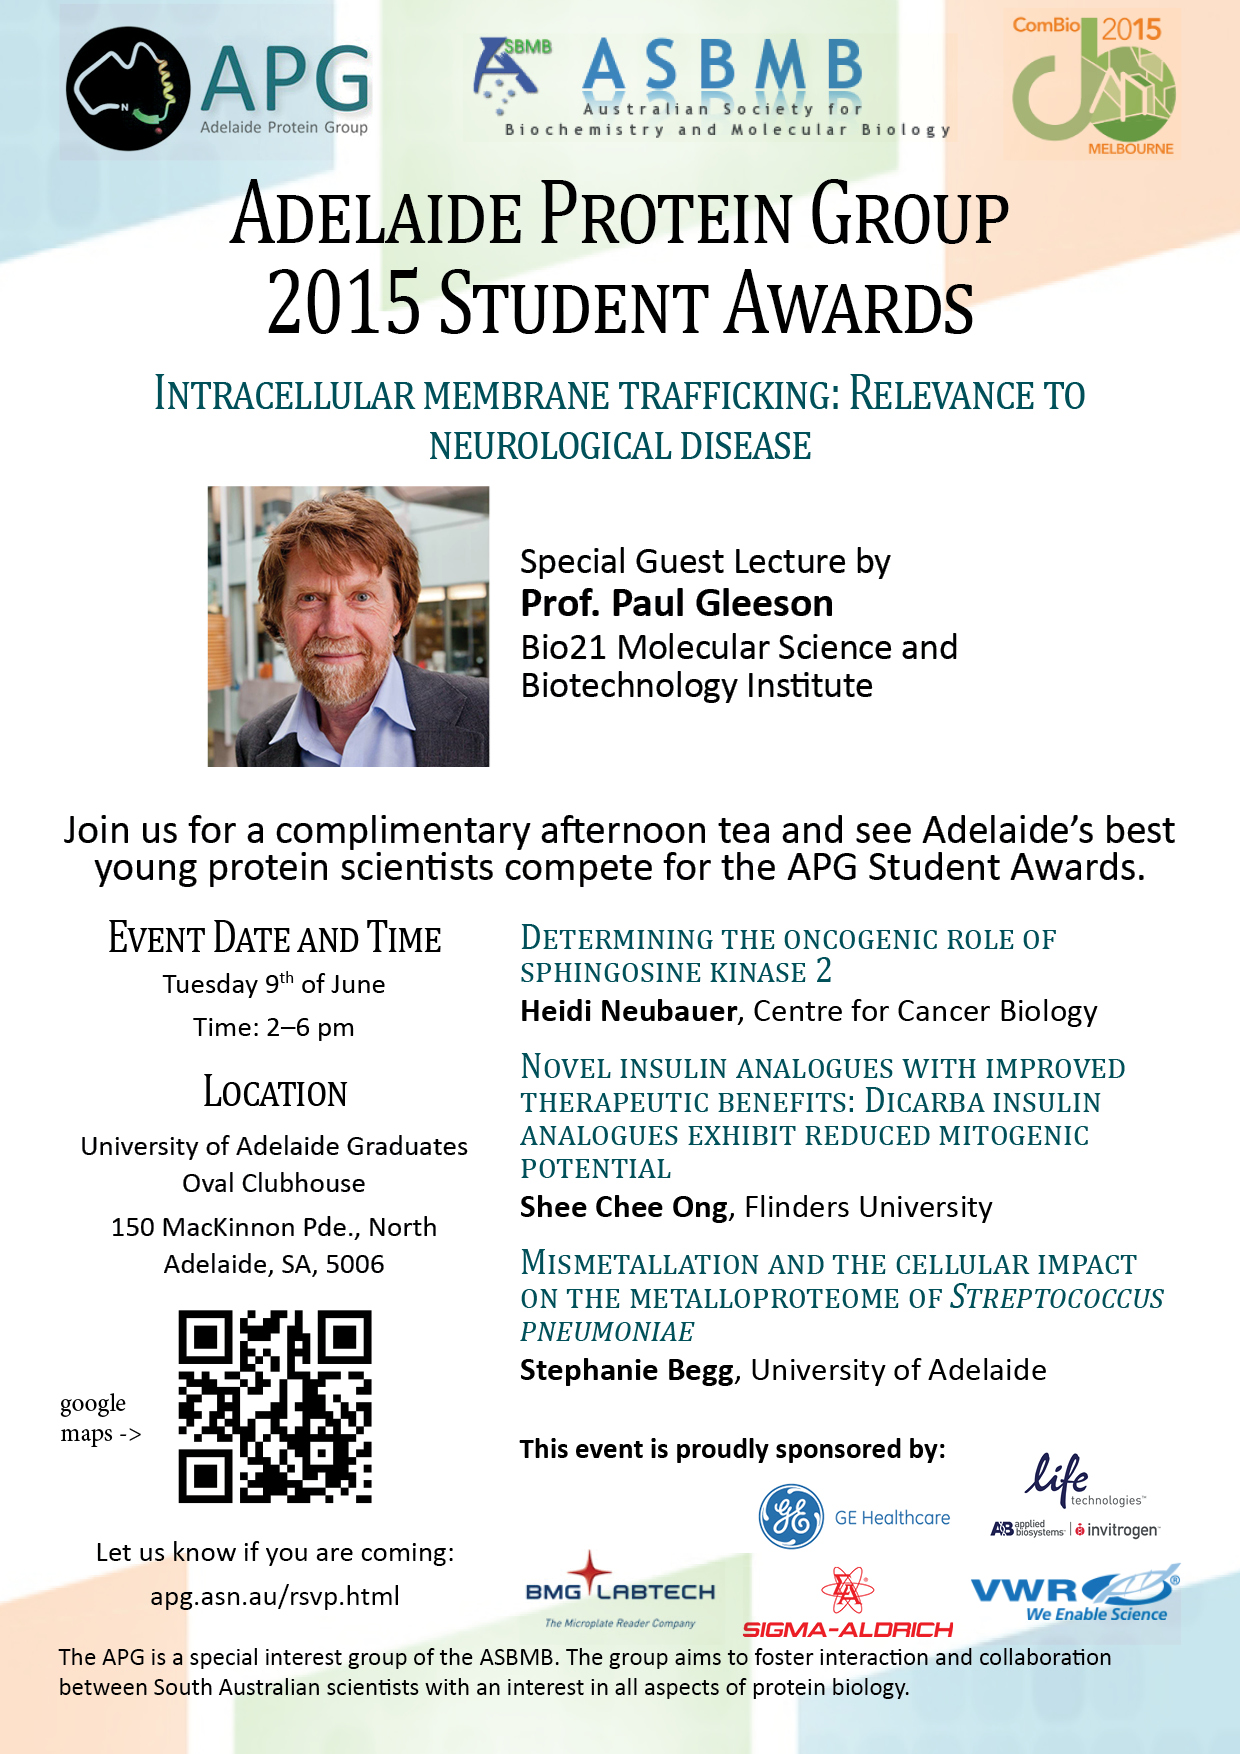 APG
Adelaide Protein Group
N
SBMB
ASBMB
Australian Society for
Biochemistry and Molecular Biology
ComBio 2015
MELBOURNE
ADELAIDE PROTEIN GROUP
2015 STUDENT AWARDS
INTRACELLULAR MEMBRANE TRAFFICKING: RELEVANCE TO
NEUROLOGICAL DISEASE
Special Guest Lecture by
Prof. Paul Gleeson
Bio21 Molecular Science and
Biotechnology Institute
Join us for a complimentary afternoon tea and see Adelaide's best
young protein scientists compete for the APG Student Awards.
EVENT DATE AND TIME
Tuesday 9th of June
Time: 2–6 pm
LOCATION
University of Adelaide Graduates
Oval Clubhouse
150 MacKinnon Pde., North
Adelaide, SA, 5006
google
maps ->
Let us know if you are coming:
apg.asn.au/rsvp.html
DETERMINING THE ONCOGENIC ROLE OF
SPHINGOSINE KINASE 2
Heidi Neubauer, Centre for Cancer Biology
NOVEL INSULIN ANALOGUES WITH IMPROVED
THERAPEUTIC BENEFITS: DICARBA INSULIN
ANALOGUES EXHIBIT REDUCED MITOGENIC
POTENTIAL
Shee Chee Ong, Flinders University
MISMETALLATION AND THE CELLULAR IMPACT
ON THE METALLOPROTEOME OF STREPTOCOCCUS
PNEUMONIAE
Stephanie Begg, University of Adelaide
This event is proudly sponsored by:
GE Healthcare
life
technologies™
AB applied
biosystems | invitrogen
BMG LABTECH
The Microplate Reader Company
SIGMA-ALDRICH
VWR®
We Enable Science
The APG is a special interest group of the ASBMB. The group aims to foster interaction and collaboration
between South Australian scientists with an interest in all aspects of protein biology.